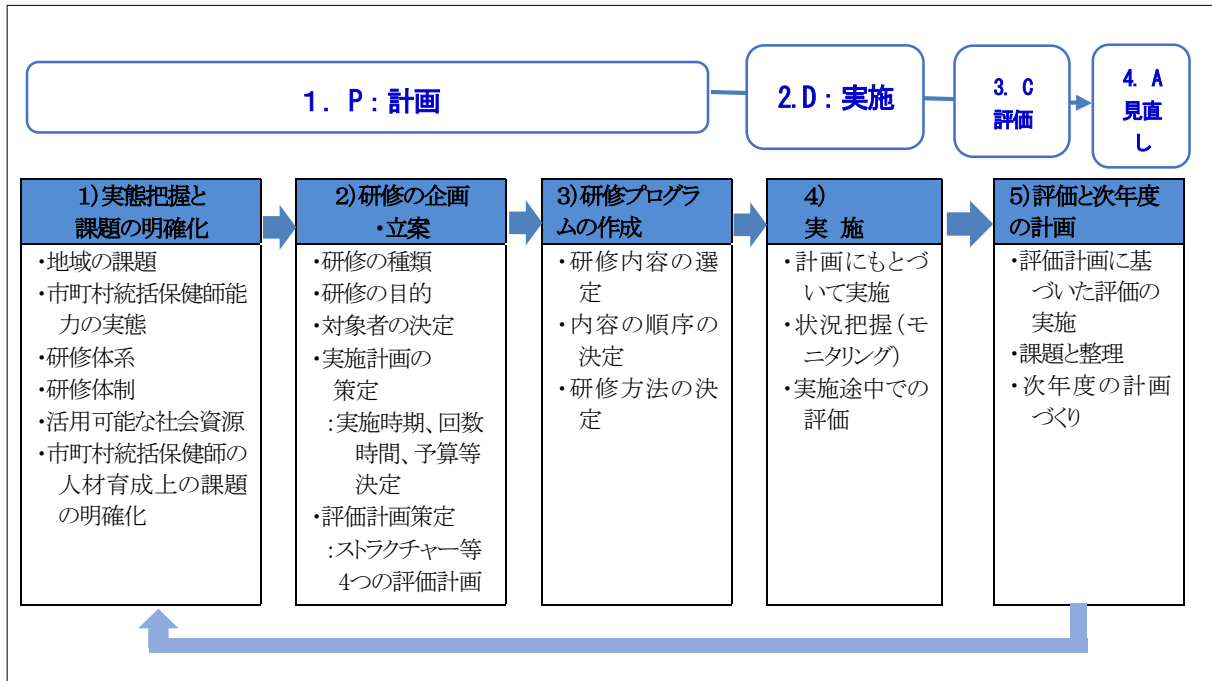 1. P:計画
2.D:実施
3. C
評価
4. A
見直
し
1)実態把握と
課題の明確化
・地域の課題
・市町村統括保健師能
力の実態
・研修体系
・研修体制
・活用可能な社会資源
・市町村統括保健師の
人材育成上の課題
の明確化
2)研修の企画
・立案
・研修の種類
・研修の目的
・対象者の決定
・実施計画の
策定
:実施時期、回数
時間、予算等
決定
・評価計画策定
:ストラクチャー等
4つの評価計画
3)研修プログラ
ムの作成
・研修内容の選
定
・内容の順序の
決定
・研修方法の決
定
4)
実 施
・計画にもとづ
いて実施
・状況把握(モ
ニタリング)
・実施途中での
評価
5)評価と次年度
の計画
・評価計画に基
づいた評価の
実施
・課題と整理
・次年度の計画
づくり